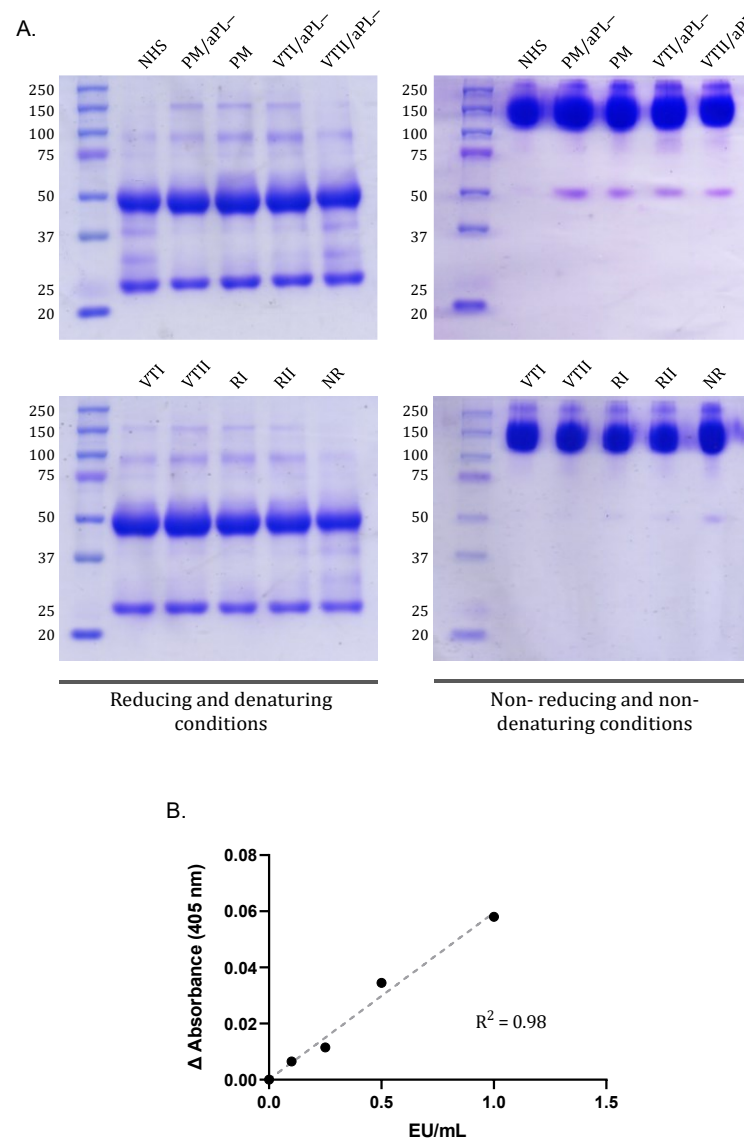 A.
NHS PM/aPL– PM VTI/aPL– VTII/aPL–
250
150
100
75
50
37
25
20
NHS PM/aPL– PM VTI/aPL– VTII/aPL
250
150
100
75
50
37
25
20
VTI VTII RI RII NR
250
150
100
75
50
37
25
20
VTI VTII RI RII NR
250
150
100
75
50
37
25
20
Reducing and denaturing
conditions
Non- reducing and non-
denaturing conditions
B.
Δ Absorbance (405 nm)
0.08
0.06
0.04
0.02
0.00
R² = 0.98
0.0 0.5 1.0 1.5
EU/mL